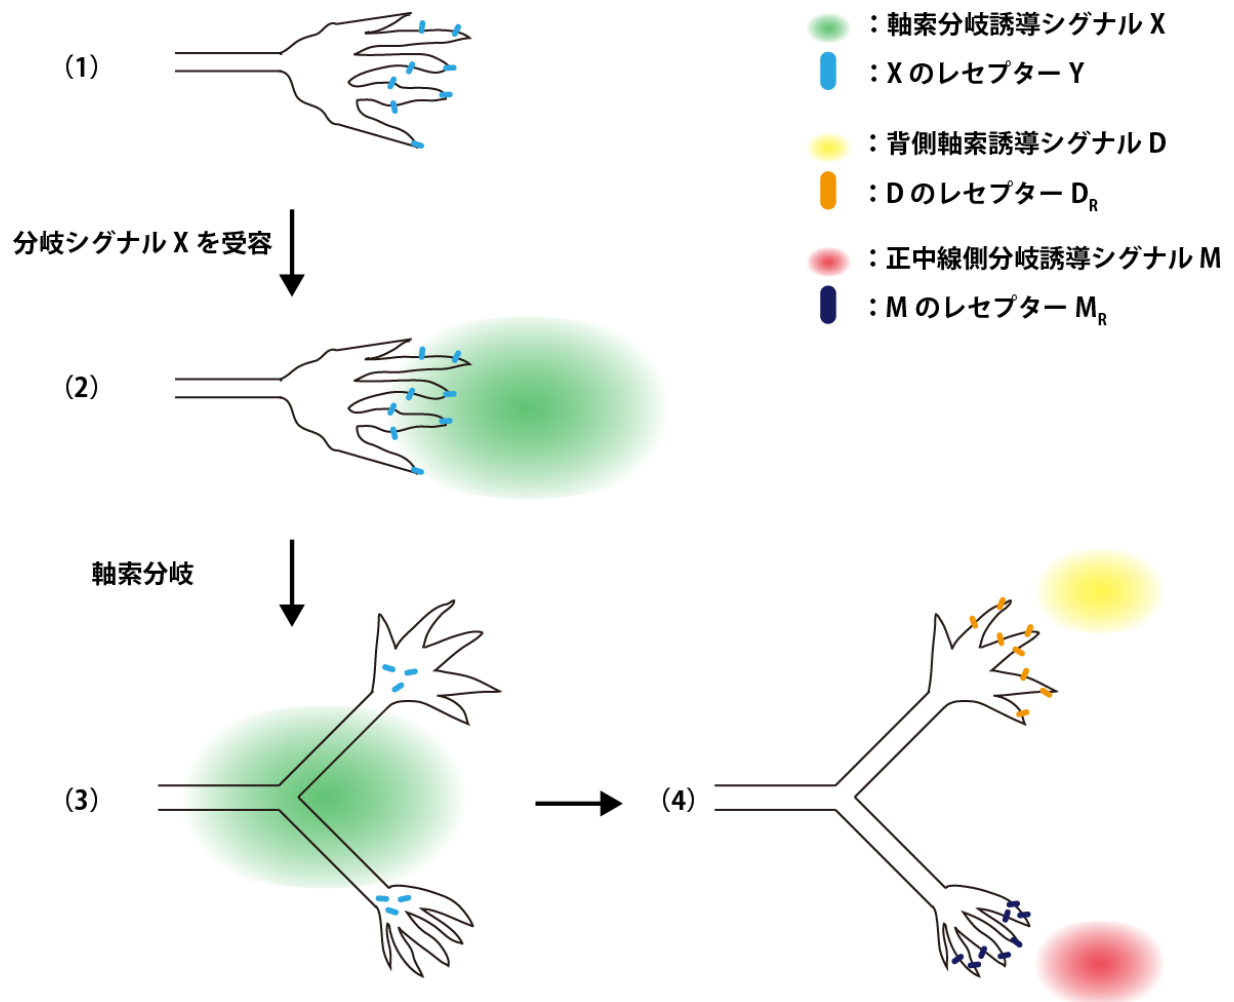 ：軸索分岐誘導シグナル X
（1）
：X のレセプター Y
：背側軸索誘導シグナル D
：D のレセプター DR
分岐シグナル X を受容
：正中線側分岐誘導シグナル M
：M のレセプター MR
（2）
軸索分岐
（3）
（4）